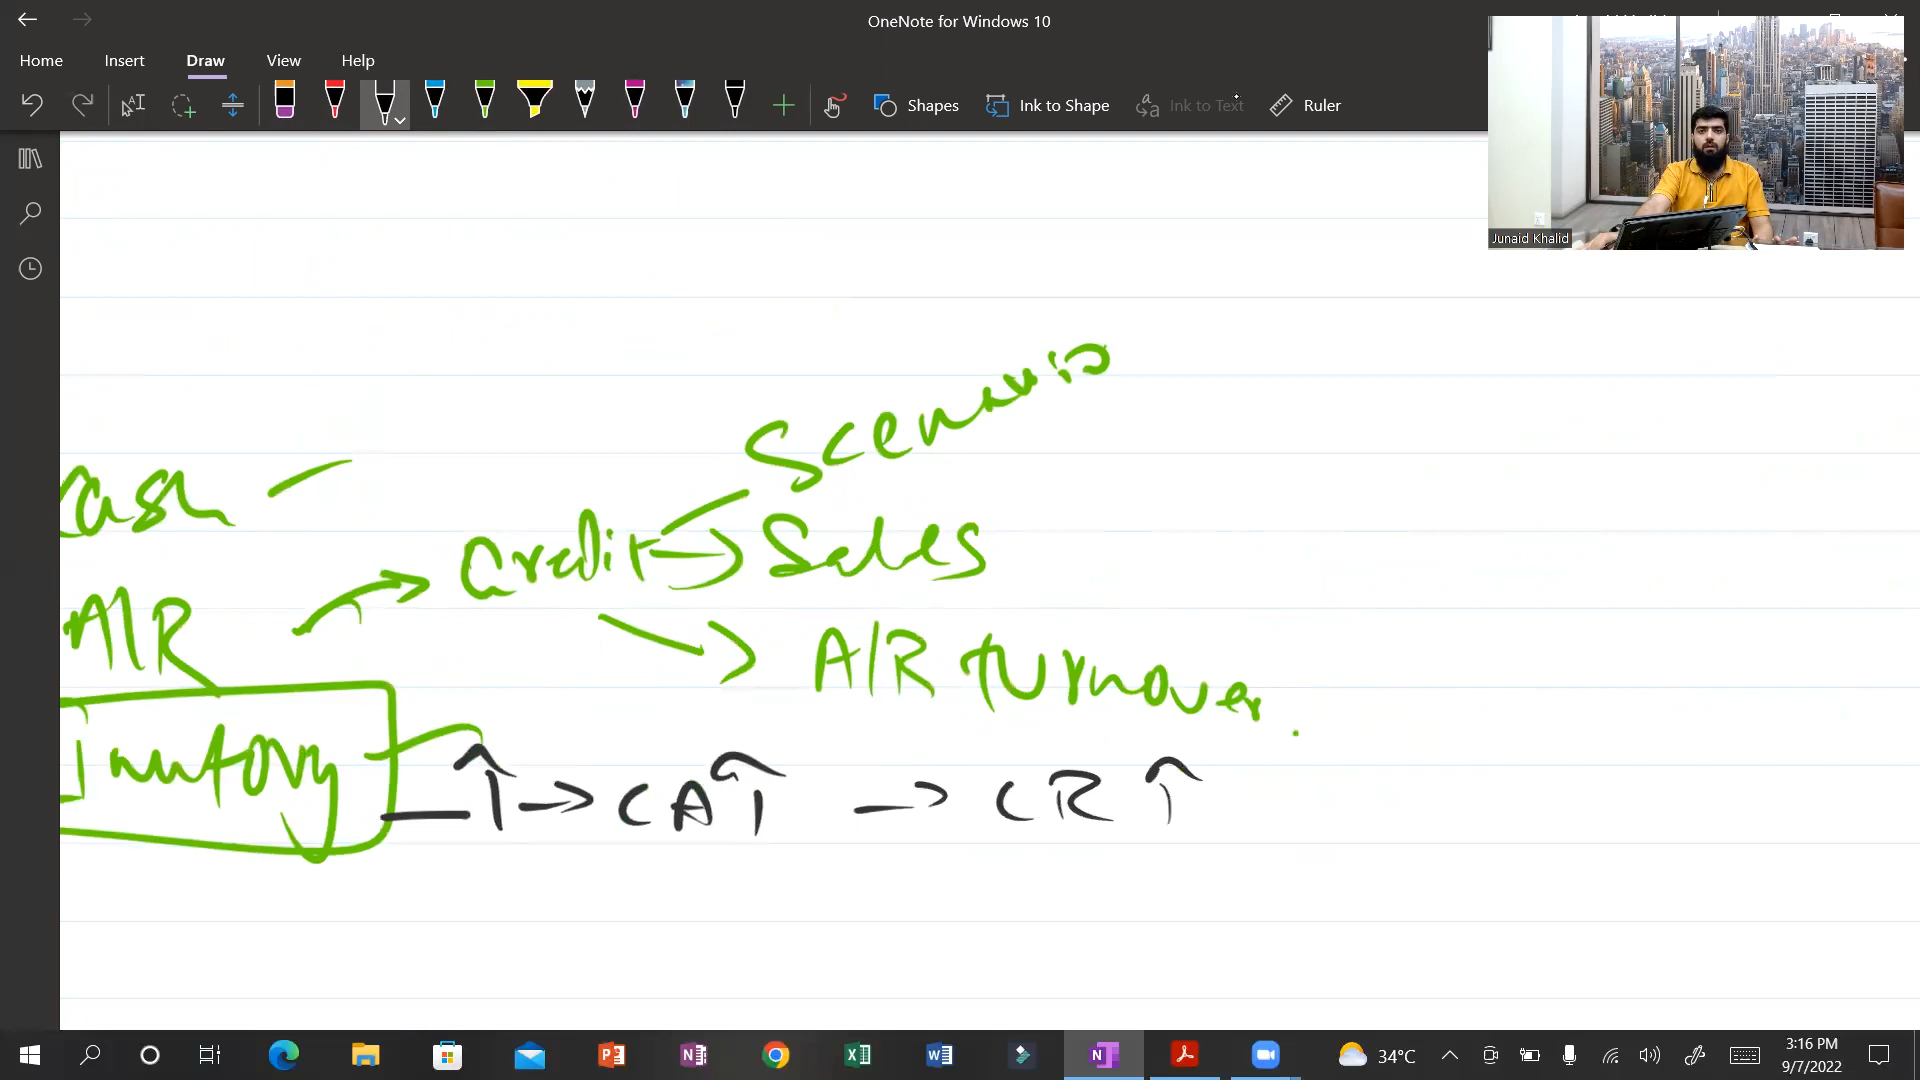 OneNote for Windows 10
Home Insert Draw View Help
Shapes Ink to Shape Ink to Text Ruler
Junaid Khalid
Scenario
Cash
Credit → Sales
A/R
A/R turnover.
Inventory ↑ → CA ↑ → CR ↑
34°C
3:16 PM
9/7/2022